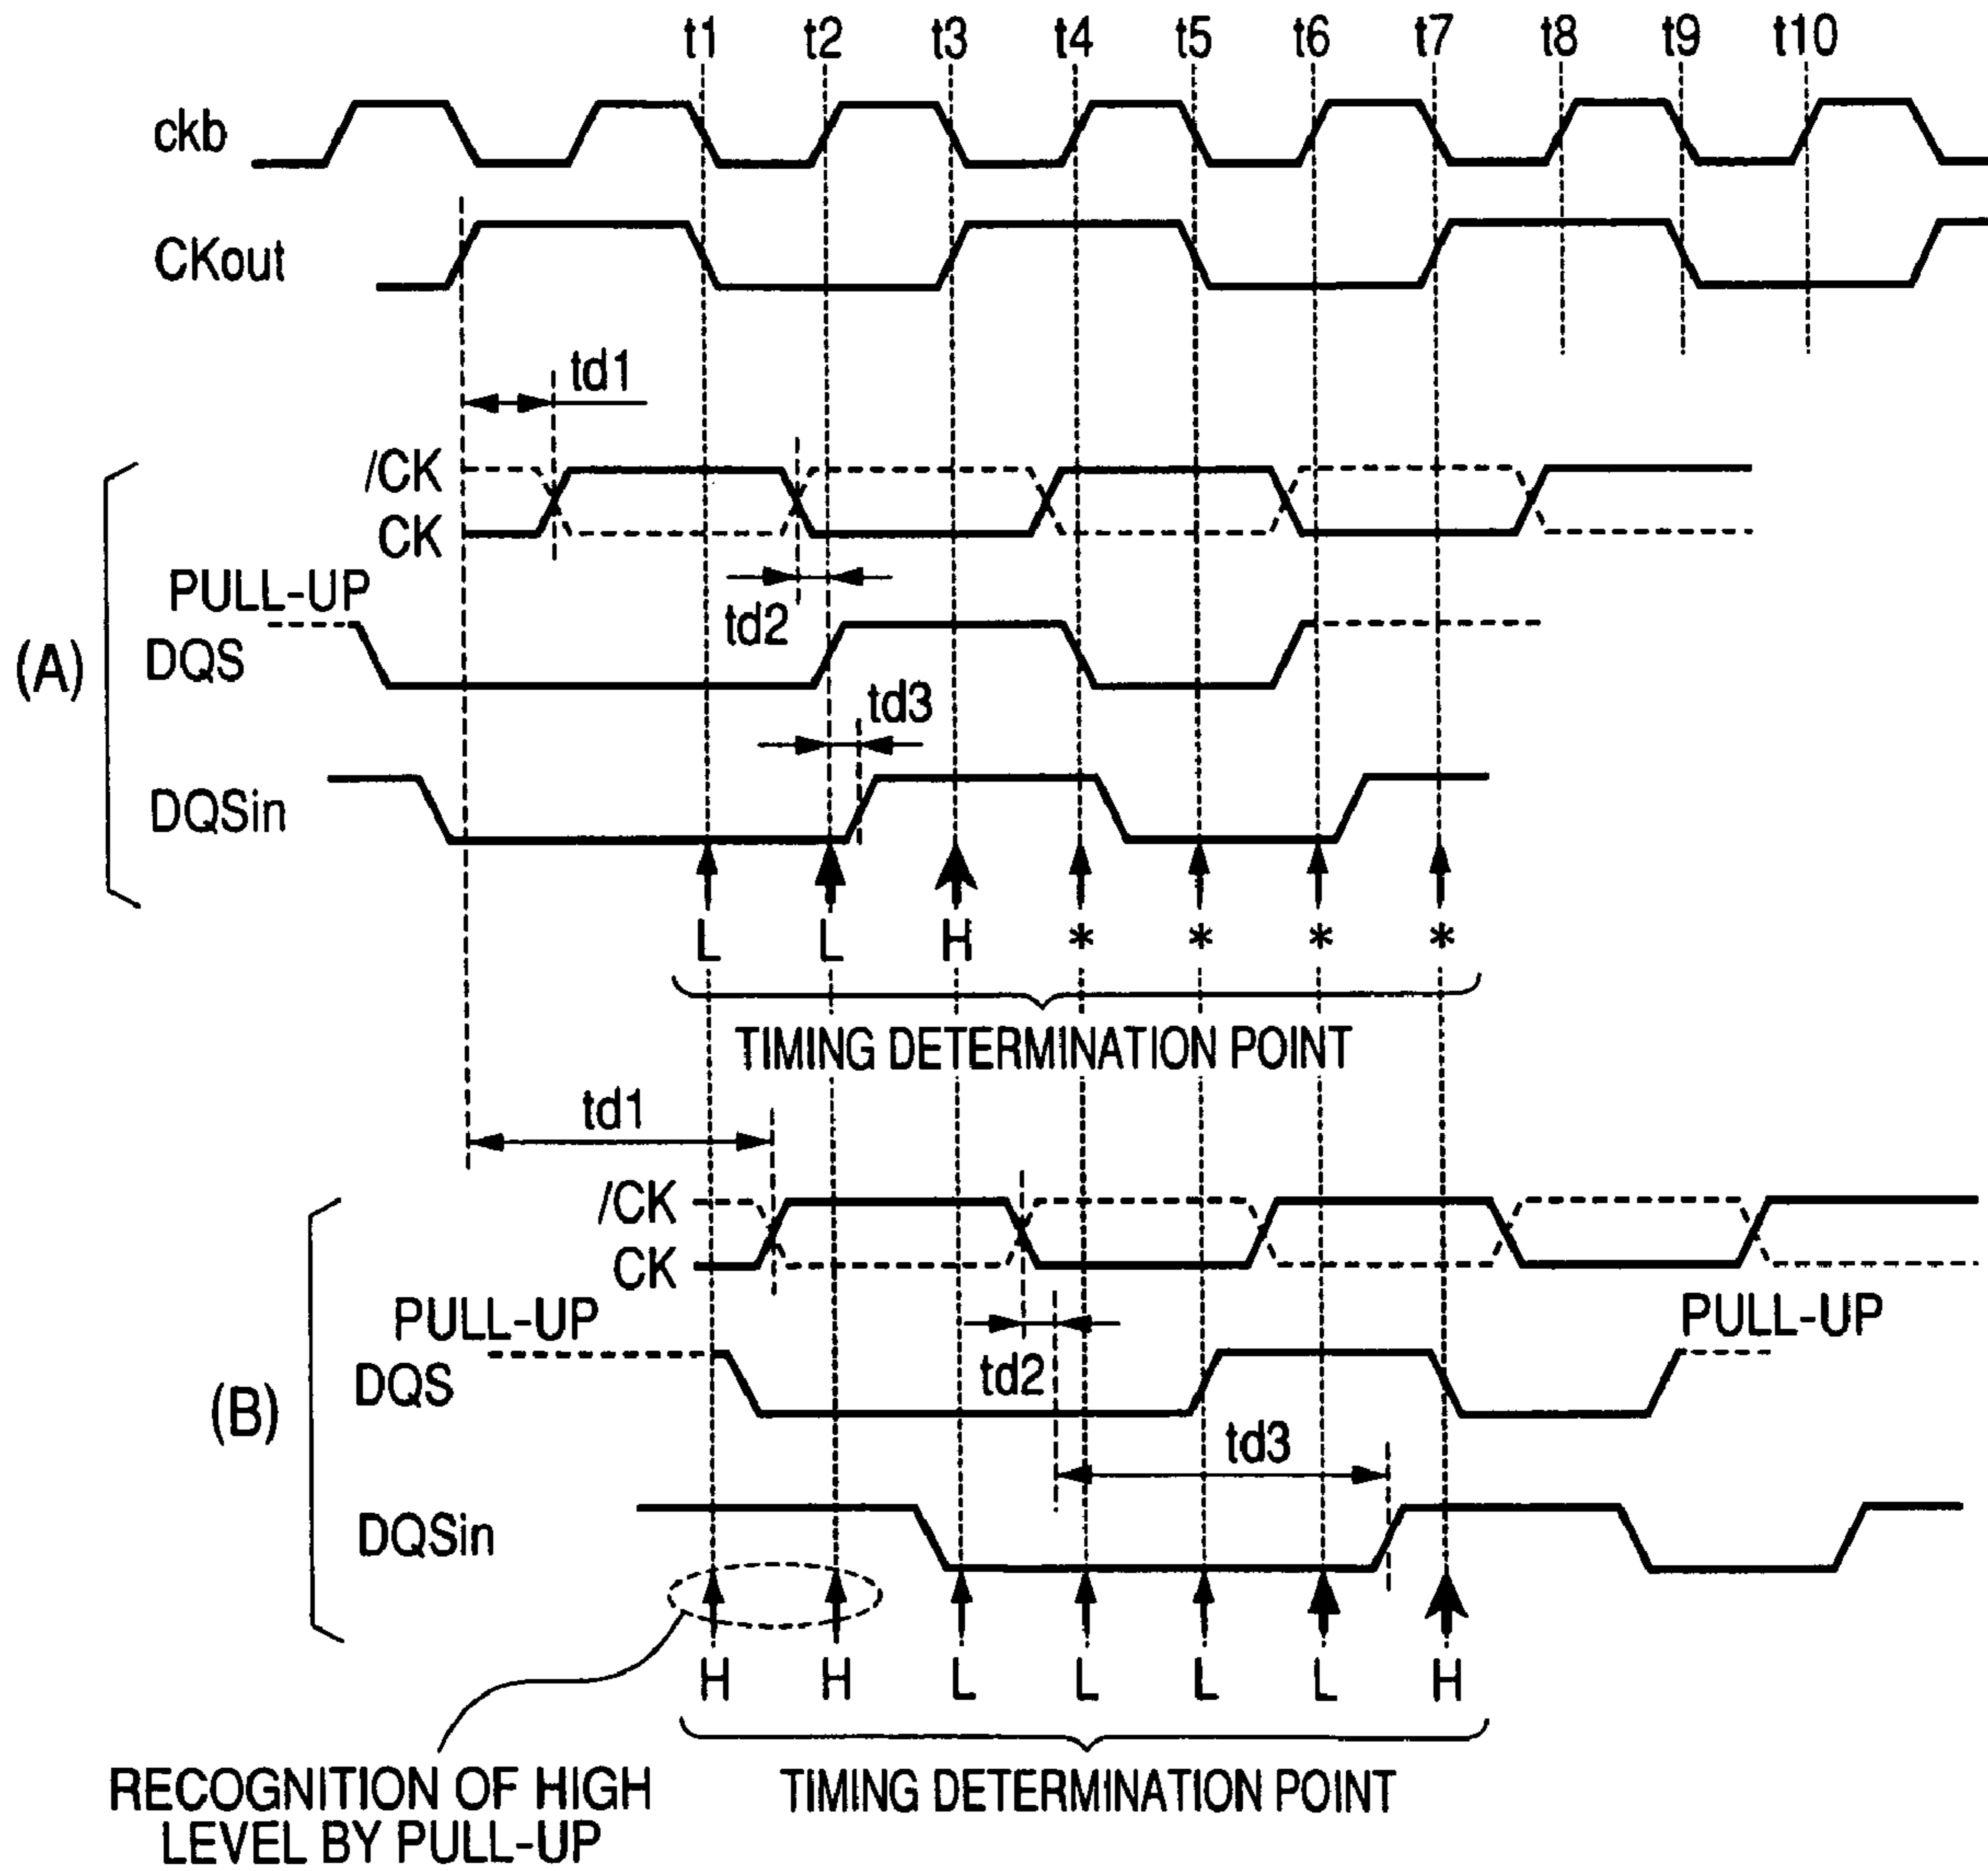 t1 t2 t3 t4 t5 t6 t7 t8 t9 t10
ckb
CKout
td1
/CK
CK
PULL-UP
td2
(A)
DQS
td3
DQSin
L L H * * * *
TIMING DETERMINATION POINT
td1
/CK
CK
PULL-UP
PULL-UP
td2
DQS
(B)
td3
DQSin
H H L L L L H
RECOGNITION OF HIGH
LEVEL BY PULL-UP
TIMING DETERMINATION POINT